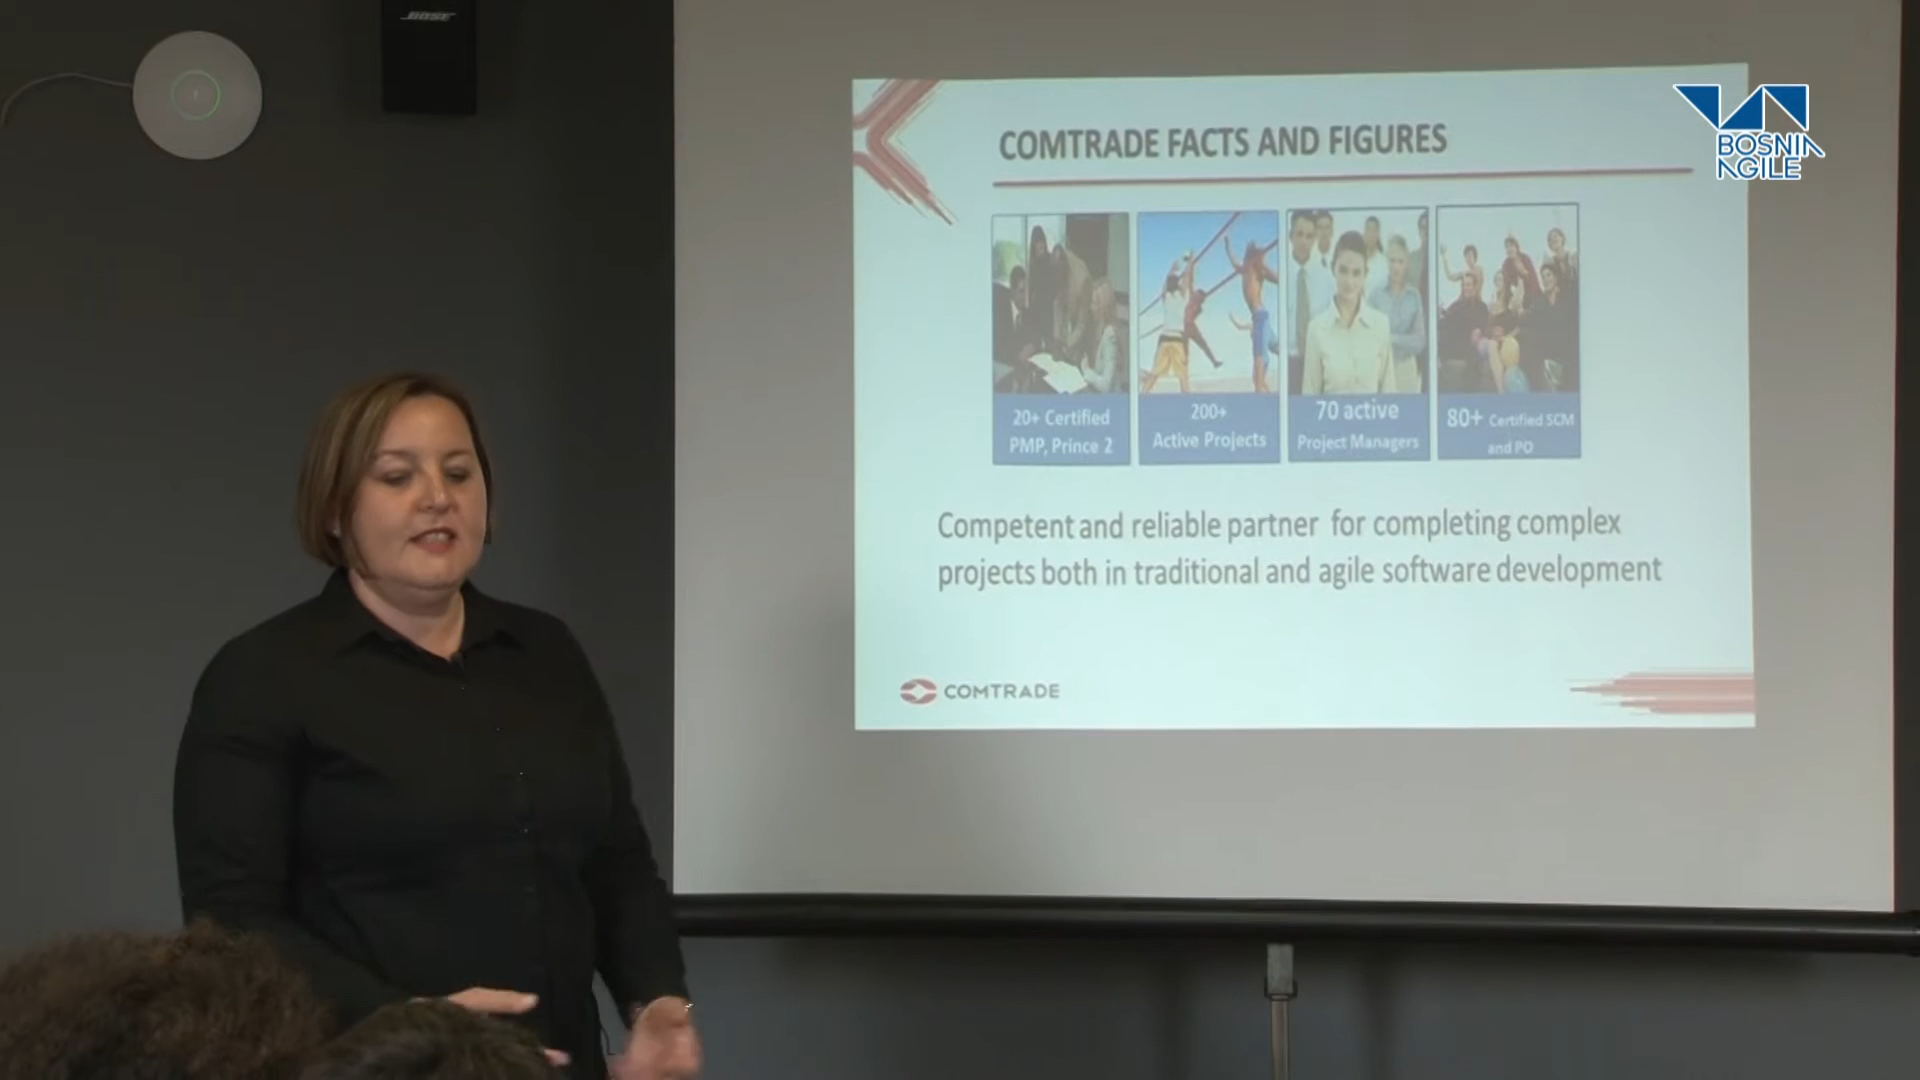 BOSE
BOSNIA
AGILE
COMTRADE FACTS AND FIGURES
20+ Certified
PMP, Prince 2
200+
Active Projects
70 active
Project Managers
80+ Certified SCM
and PO
Competent and reliable partner for completing complex
projects both in traditional and agile software development
COMTRADE